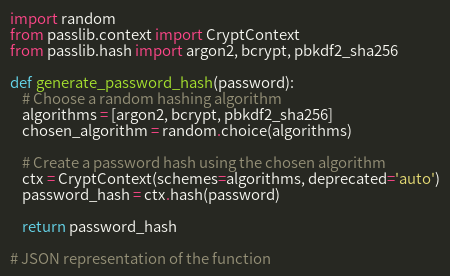 import random
from passlib.context import CryptContext
from passlib.hash import argon2, bcrypt, pbkdf2_sha256

def generate_password_hash(password):
    # Choose a random hashing algorithm
    algorithms = [argon2, bcrypt, pbkdf2_sha256]
    chosen_algorithm = random.choice(algorithms)

    # Create a password hash using the chosen algorithm
    ctx = CryptContext(schemes=algorithms, deprecated='auto')
    password_hash = ctx.hash(password)

    return password_hash

# JSON representation of the function